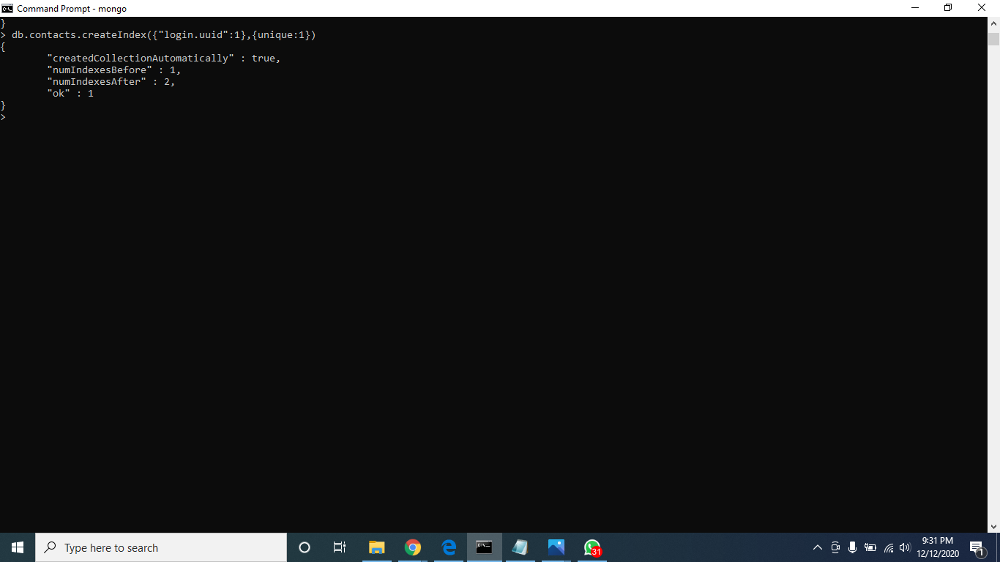 Command Prompt - mongo
}
> db.contacts.createIndex({"login.uuid":1},{unique:1})
{
        "createdCollectionAutomatically" : true,
        "numIndexesBefore" : 1,
        "numIndexesAfter" : 2,
        "ok" : 1
}
>
Type here to search
31
9:31 PM
12/12/2020
1